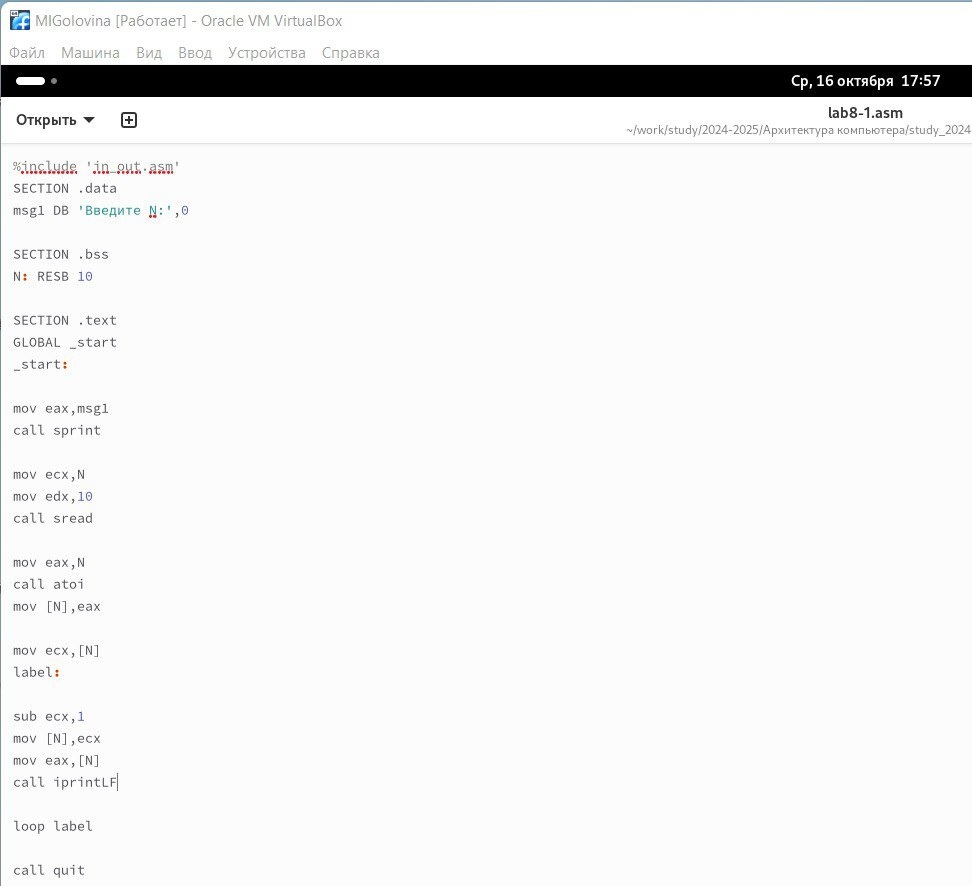 MIGolovina [Работает] - Oracle VM VirtualBox
Файл Машина Вид Ввод Устройства Справка
Ср, 16 октября 17:57
Открыть
lab8-1.asm
~/work/study/2024-2025/Архитектура компьютера/study_2024
%include 'in_out.asm'
SECTION .data
msg1 DB 'Введите N:',0
SECTION .bss
N: RESB 10
SECTION .text
GLOBAL _start
_start:
mov eax,msg1
call sprint
mov ecx,N
mov edx,10
call sread
mov eax,N
call atoi
mov [N],eax
mov ecx,[N]
label:
sub ecx,1
mov [N],ecx
mov eax,[N]
call iprintLF
loop label
call quit